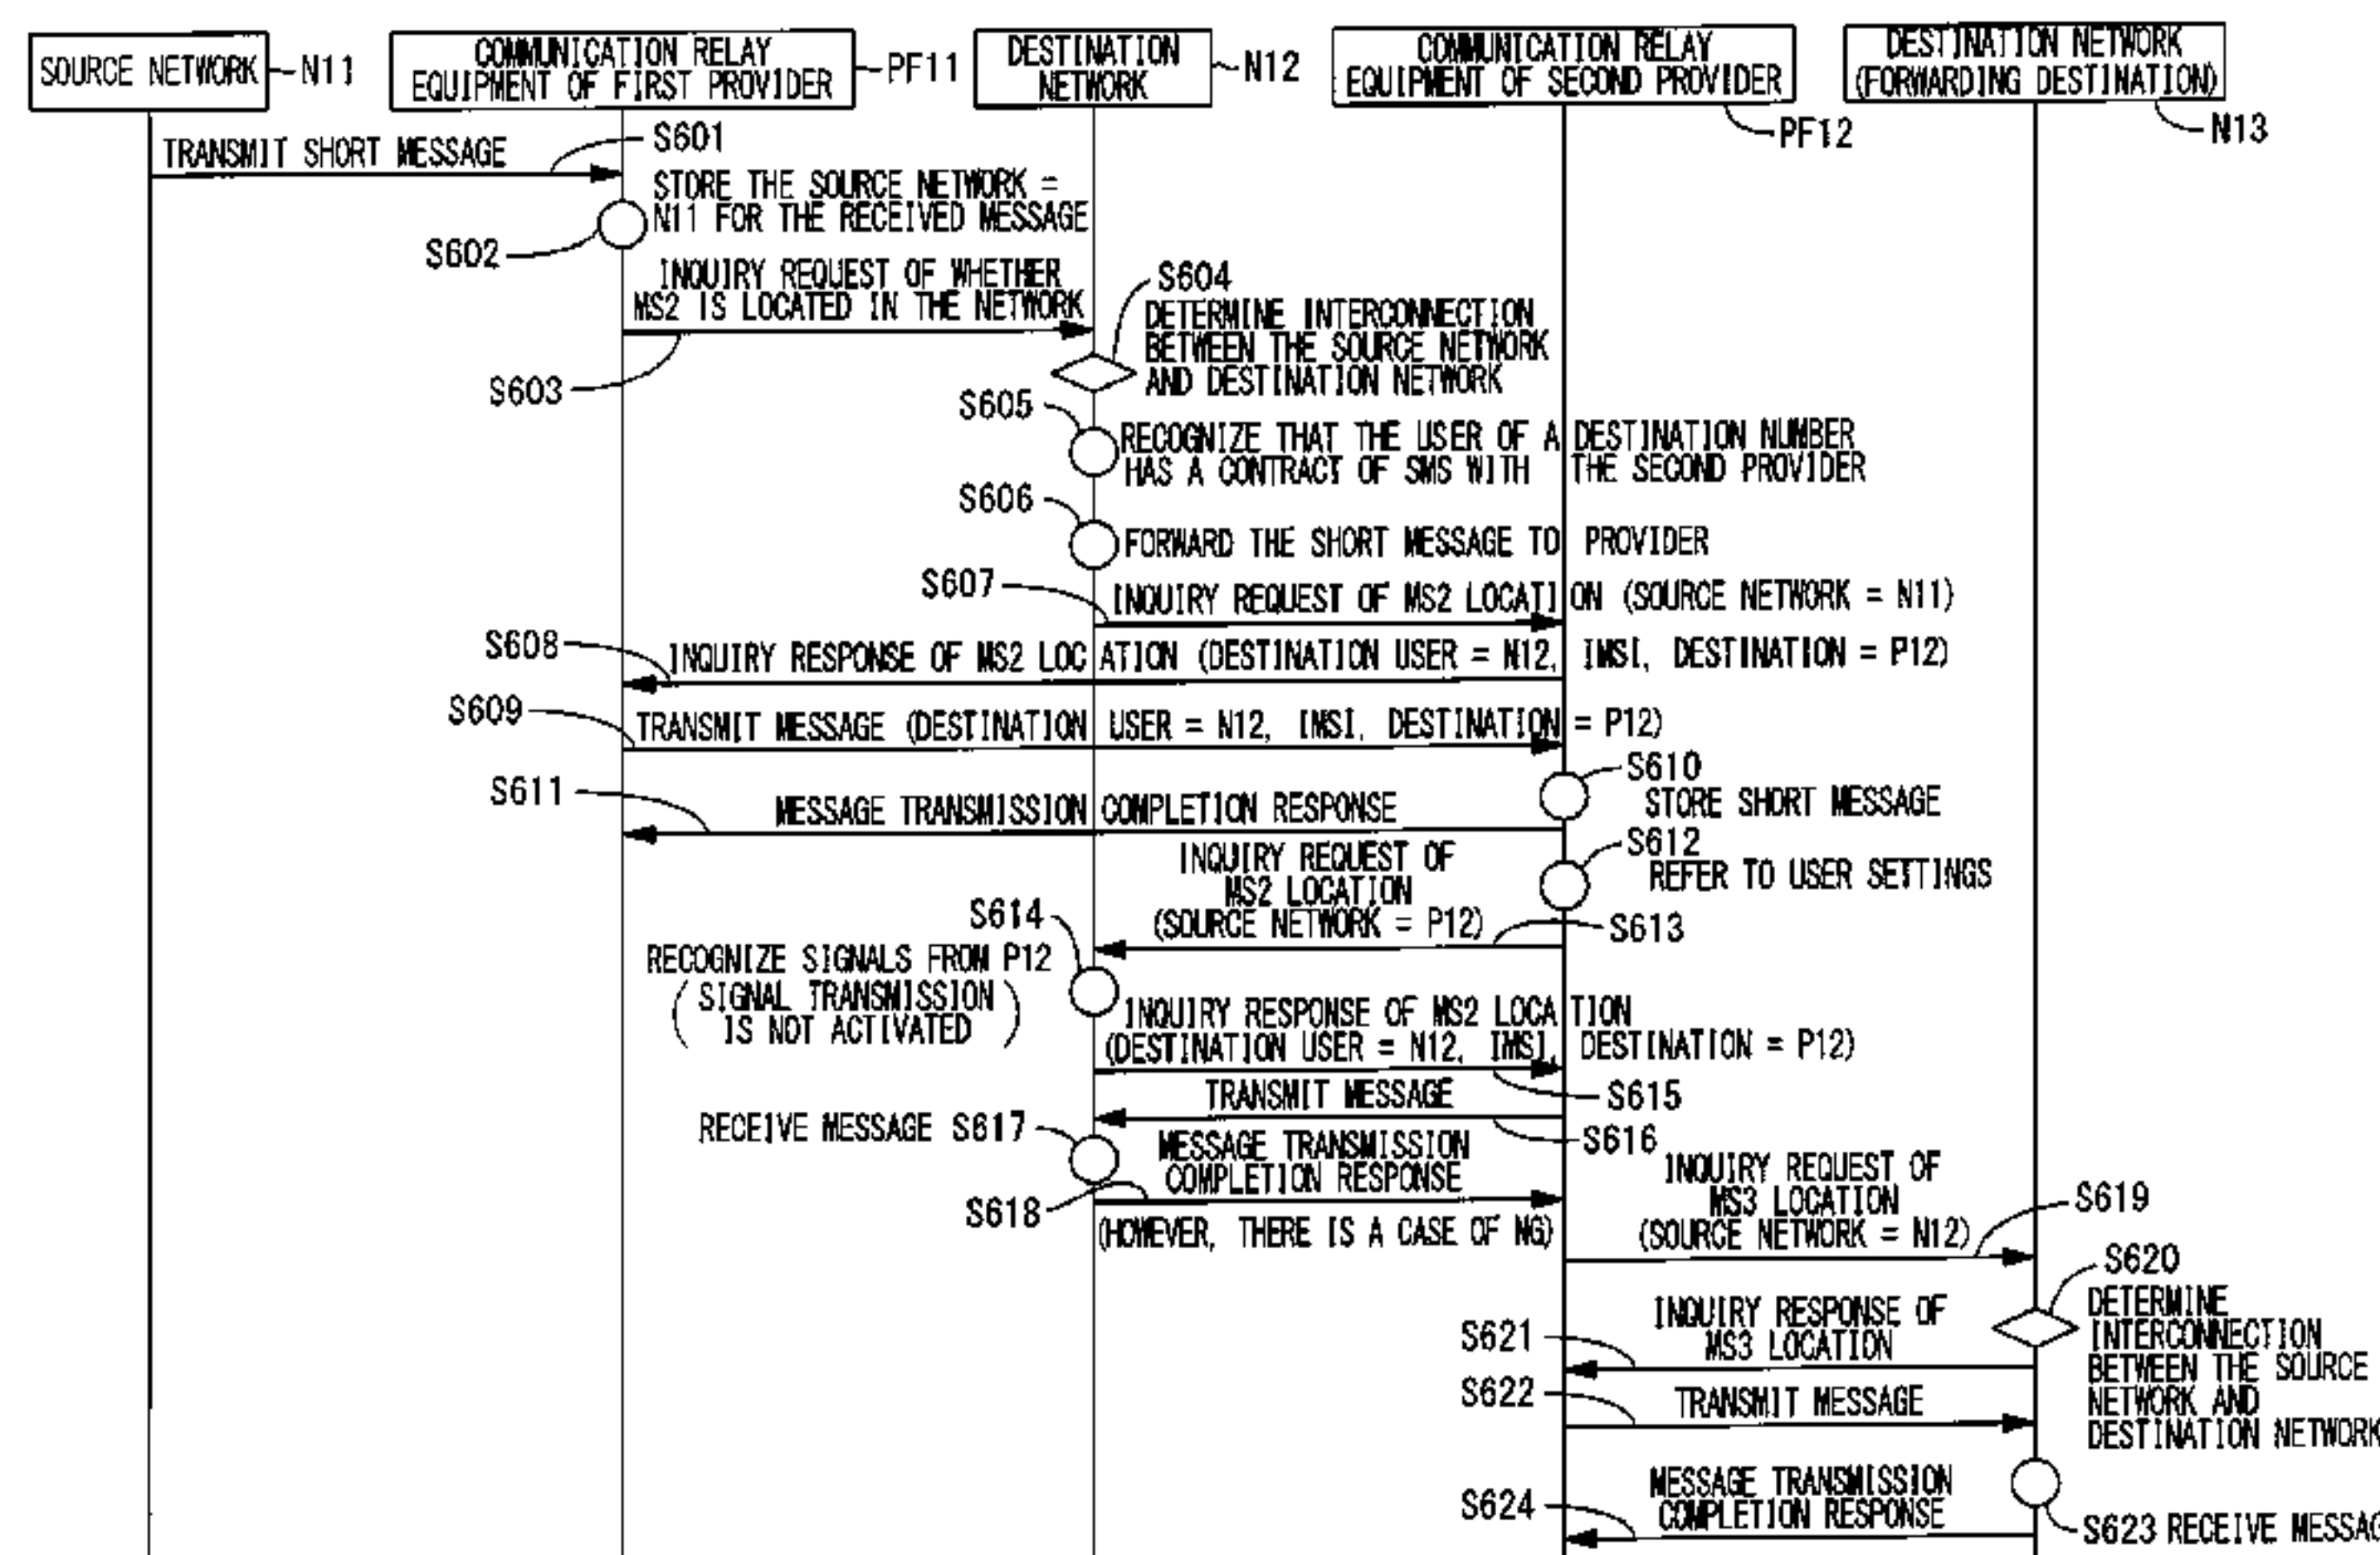 SOURCE NETWORK
N11
COMMUNICATION RELAY
EQUIPMENT OF FIRST PROVIDER
PF11
DESTINATION
NETWORK
N12
COMMUNICATION RELAY
EQUIPMENT OF SECOND PROVIDER
PF12
DESTINATION NETWORK
(FORWARDING DESTINATION)
N13
TRANSMIT SHORT MESSAGE
S601
STORE THE SOURCE NETWORK =
N11 FOR THE RECEIVED MESSAGE
S602
INQUIRY REQUEST OF WHETHER
MS2 IS LOCATED IN THE NETWORK
S603
S604
DETERMINE INTERCONNECTION
BETWEEN THE SOURCE NETWORK
AND DESTINATION NETWORK
S605
RECOGNIZE THAT THE USER OF A DESTINATION NUMBER
HAS A CONTRACT OF SMS WITH THE SECOND PROVIDER
S606
FORWARD THE SHORT MESSAGE TO PROVIDER
S607
INQUIRY REQUEST OF MS2 LOCATION (SOURCE NETWORK = N11)
S608
INQUIRY RESPONSE OF MS2 LOCATION (DESTINATION USER = N12, IMSI, DESTINATION = P12)
S609
TRANSMIT MESSAGE (DESTINATION USER = N12, IMSI, DESTINATION = P12)
S610
STORE SHORT MESSAGE
S611
MESSAGE TRANSMISSION COMPLETION RESPONSE
S612
REFER TO USER SETTINGS
INQUIRY REQUEST OF
MS2 LOCATION
(SOURCE NETWORK = P12)
S613
S614
RECOGNIZE SIGNALS FROM P12
(SIGNAL TRANSMISSION
IS NOT ACTIVATED)
INQUIRY RESPONSE OF MS2 LOCATION
(DESTINATION USER = N12, IMSI, DESTINATION = P12)
S615
TRANSMIT MESSAGE
S616
RECEIVE MESSAGE S617
MESSAGE TRANSMISSION
COMPLETION RESPONSE
S618
(HOWEVER, THERE IS A CASE OF NG)
INQUIRY REQUEST OF
MS3 LOCATION
(SOURCE NETWORK = N12)
S619
S620
DETERMINE
INTERCONNECTION
BETWEEN THE SOURCE
NETWORK AND
DESTINATION NETWORK
INQUIRY RESPONSE OF
MS3 LOCATION
S621
S622
TRANSMIT MESSAGE
MESSAGE TRANSMISSION
COMPLETION RESPONSE
S624
S623 RECEIVE MESSAG